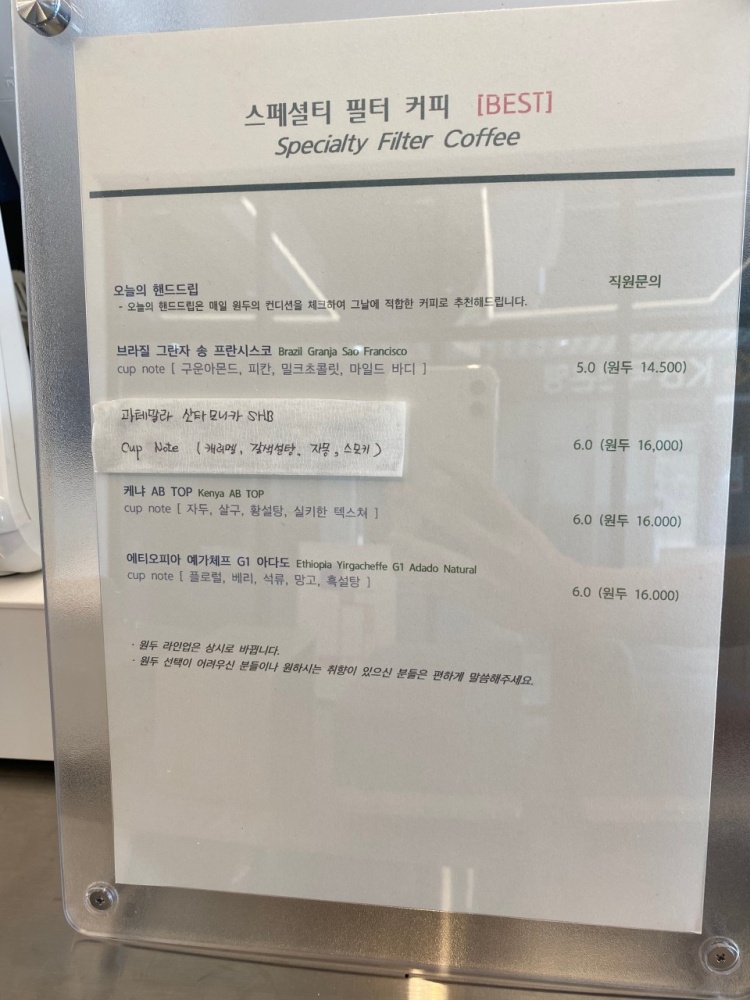 스페셜티 필터 커피 [BEST]
Specialty Filter Coffee
오늘의 핸드드립
직원문의
- 오늘의 핸드드립은 매일 원두의 컨디션을 체크하여 그날에 적합한 커피로 추천해드립니다.
브라질 그란자 송 프란시스코 Brazil Granja Sao Francisco
cup note [ 구운아몬드, 피칸, 밀크초콜릿, 마일드 바디 ]
5.0 (원두 14.500)
과테말라 산타모니카 SHB
Cup Note ( 캐러멜, 갈색설탕, 자몽, 스모키 )
6.0 (원두 16,000)
케냐 AB TOP Kenya AB TOP
cup note [ 자두, 살구, 황설탕, 실키한 텍스쳐 ]
6.0 (원두 16.000)
에티오피아 예가체프 G1 아다도 Ethiopia Yirgacheffe G1 Adado Natural
cup note [ 플로럴, 베리, 석류, 망고, 흑설탕 ]
6.0 (원두 16.000)
· 원두 라인업은 상시로 바뀝니다.
· 원두 선택이 어려우신 분들이나 원하시는 취향이 있으신 분들은 편하게 말씀해주세요.